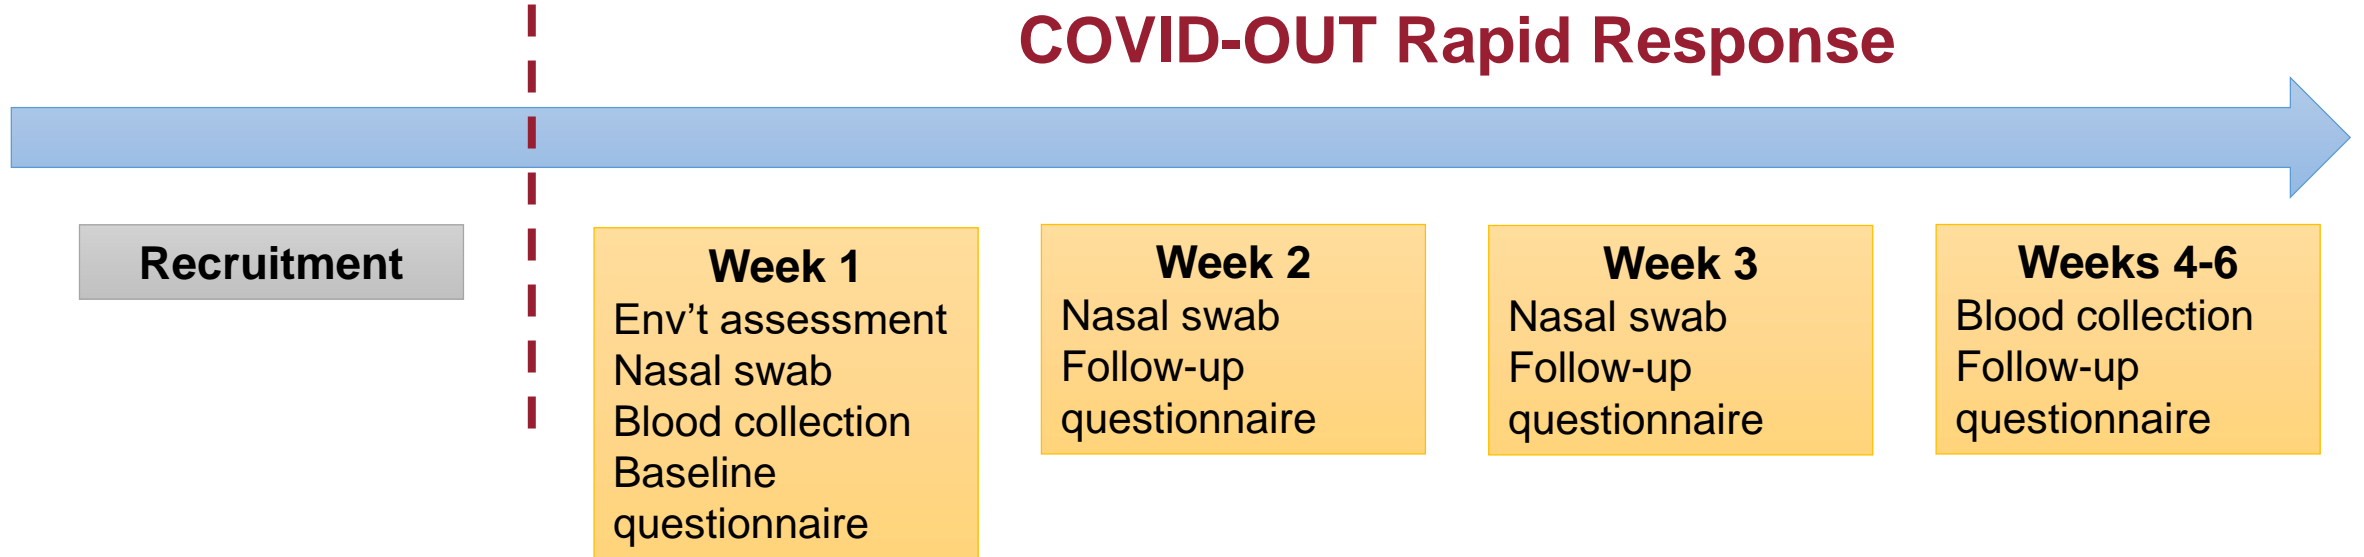 COVID-OUT Rapid Response
Recruitment
Week 1
Env’t assessment
Nasal swab
Blood collection
Baseline
questionnaire
Week 2
Nasal swab
Follow-up
questionnaire
Week 3
Nasal swab
Follow-up
questionnaire
Weeks 4-6
Blood collection
Follow-up
questionnaire